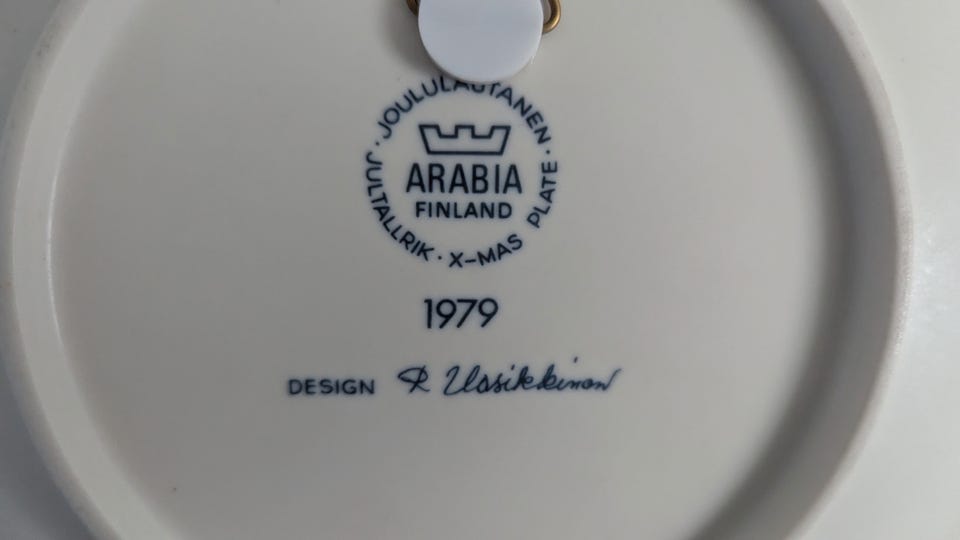 JOULULAUTANEN · JULTALLRIK · X-MAS PLATE ·
ARABIA
FINLAND
1979
DESIGN R Uosikkinen